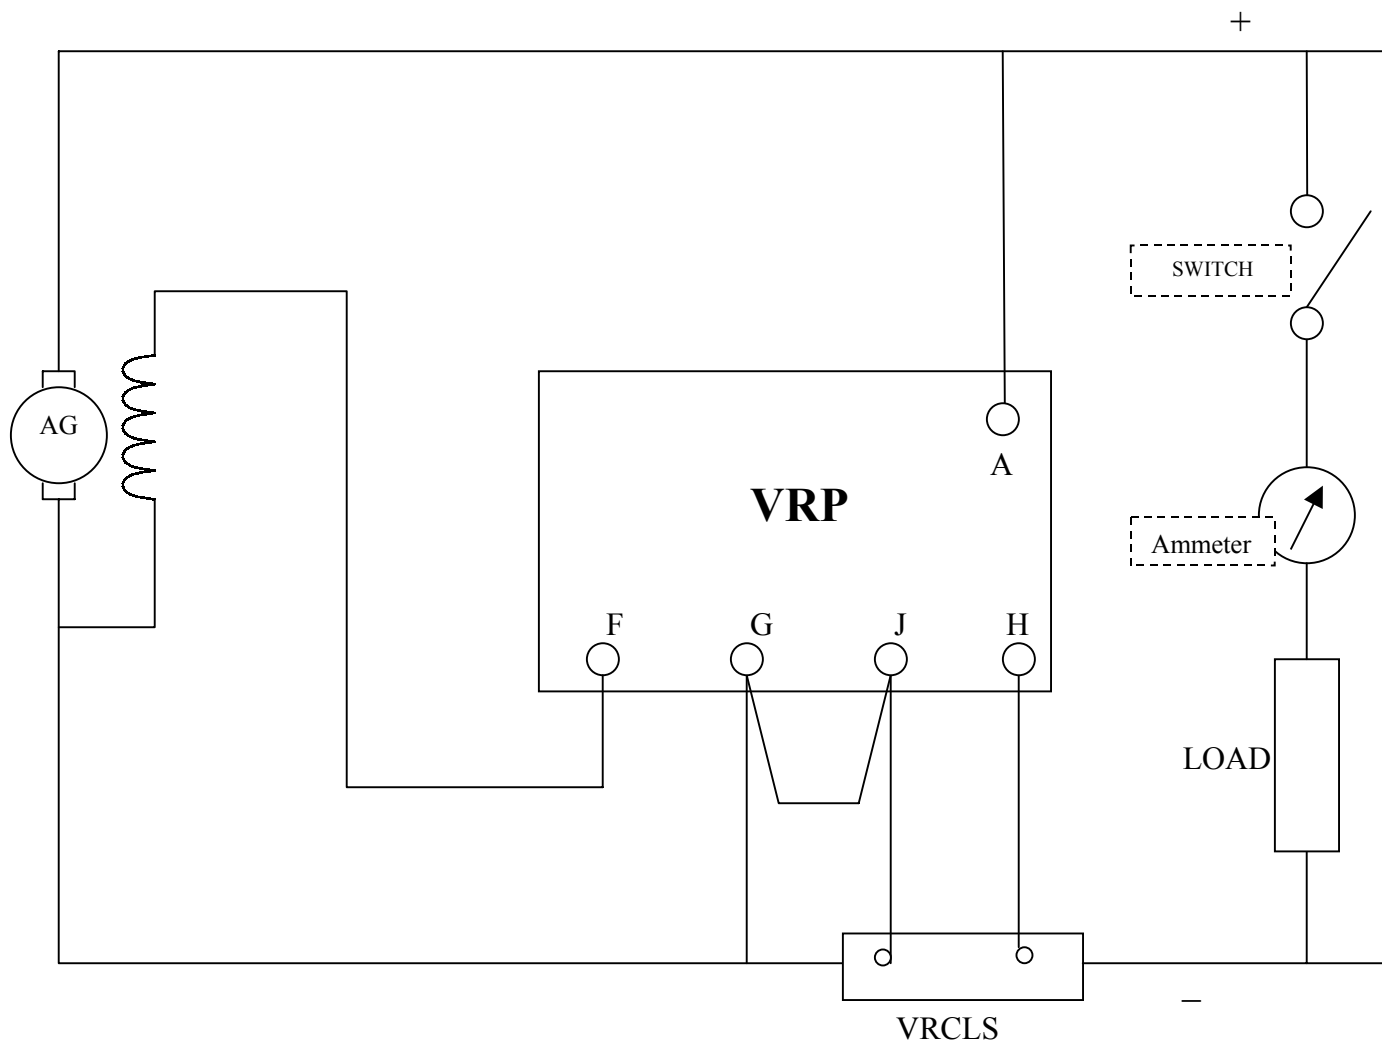 +
SWITCH
AG
A
VRP
Ammeter
F G J H
LOAD
−
VRCLS